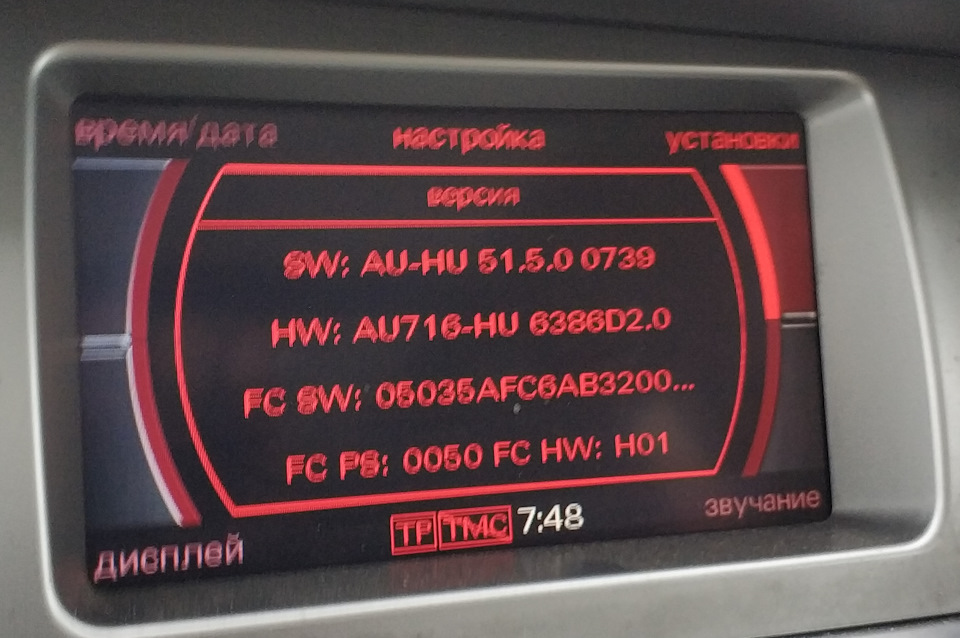 время/дата настройка установки
версия
SW: AU-HU 51.5.0 0739
HW: AU716-HU 6386D2.0
FC SW: 05035AFC6AB3200...
FC PS: 0050 FC HW: H01
TP TMC 7:48 звучание
дисплей